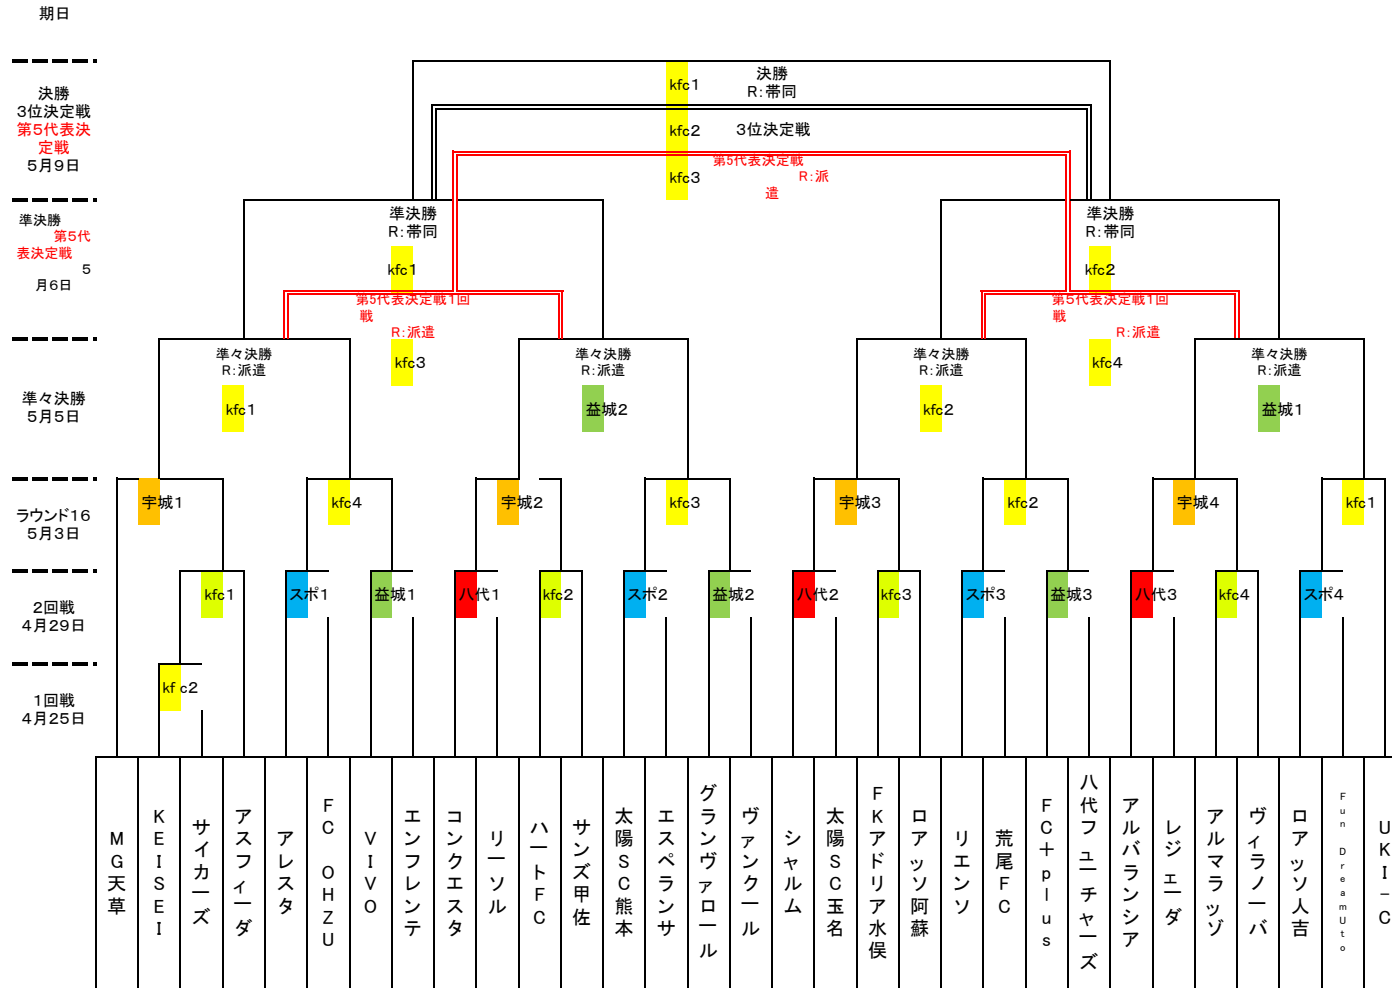 期日
決勝
3位決定戦
第5代表決
定戦
5月9日
kfc1
決勝
R:帯同
kfc2
3位決定戦
第5代表決定戦
kfc3
R:派
遣
準決勝
第5代
表決定戦
5
月6日
準決勝
R:帯同
kfc1
準決勝
R:帯同
kfc2
第5代表決定戦1回
戦
R:派遣
kfc3
第5代表決定戦1回
戦
R:派遣
kfc4
準々決勝
5月5日
準々決勝
R:派遣
kfc1
準々決勝
R:派遣
益城2
準々決勝
R:派遣
kfc2
準々決勝
R:派遣
益城1
ラウンド16
5月3日
宇城1
kfc4
宇城2
kfc3
宇城3
kfc2
宇城4
kfc1
2回戦
4月29日
kfc1
スポ1
益城1
八代1
kfc2
スポ2
益城2
八代2
kfc3
スポ3
益城3
八代3
kfc4
スポ4
1回戦
4月25日
kfc2
MG天草
KEISEI
サイカーズ
アスフィーダ
アレスタ
FC OHZU
VIVO
エンフレンテ
コンクエスタ
リーソル
ハートFC
サンズ甲佐
太陽SC熊本
エスペランサ
グランヴァロール
ヴァンクール
シャルム
太陽SC玉名
FKアドリア水俣
ロアッソ阿蘇
リエンソ
荒尾FC
FC+plus
八代フューチャーズ
アルバランシア
レジェーダ
アルマラッゾ
ヴィラノーバ
ロアッソ人吉
Fun DreamUto
UKI-C